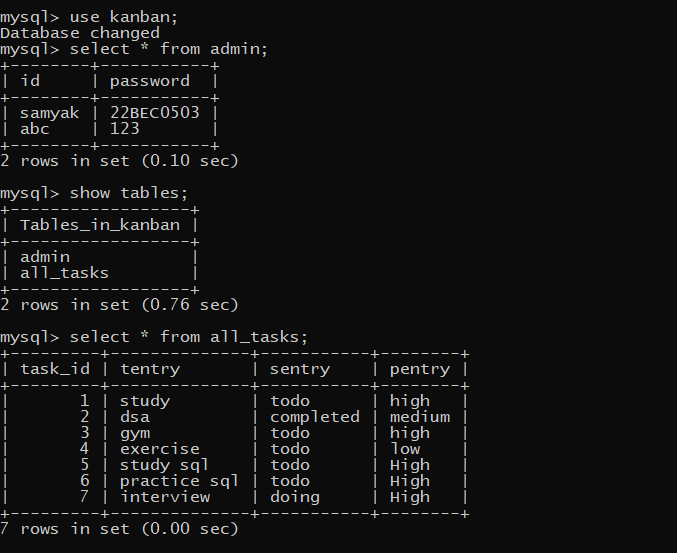 mysql> use kanban;
Database changed
mysql> select * from admin;
+--------+-----------+
| id     | password  |
+--------+-----------+
| samyak | 22BEC0503 |
| abc    | 123       |
+--------+-----------+
2 rows in set (0.10 sec)

mysql> show tables;
+------------------+
| Tables_in_kanban |
+------------------+
| admin            |
| all_tasks        |
+------------------+
2 rows in set (0.76 sec)

mysql> select * from all_tasks;
+---------+--------------+-----------+--------+
| task_id | tentry       | sentry    | pentry |
+---------+--------------+-----------+--------+
|       1 | study        | todo      | high   |
|       2 | dsa          | completed | medium |
|       3 | gym          | todo      | high   |
|       4 | exercise     | todo      | low    |
|       5 | study sql    | todo      | High   |
|       6 | practice sql | todo      | High   |
|       7 | interview    | doing     | High   |
+---------+--------------+-----------+--------+
7 rows in set (0.00 sec)